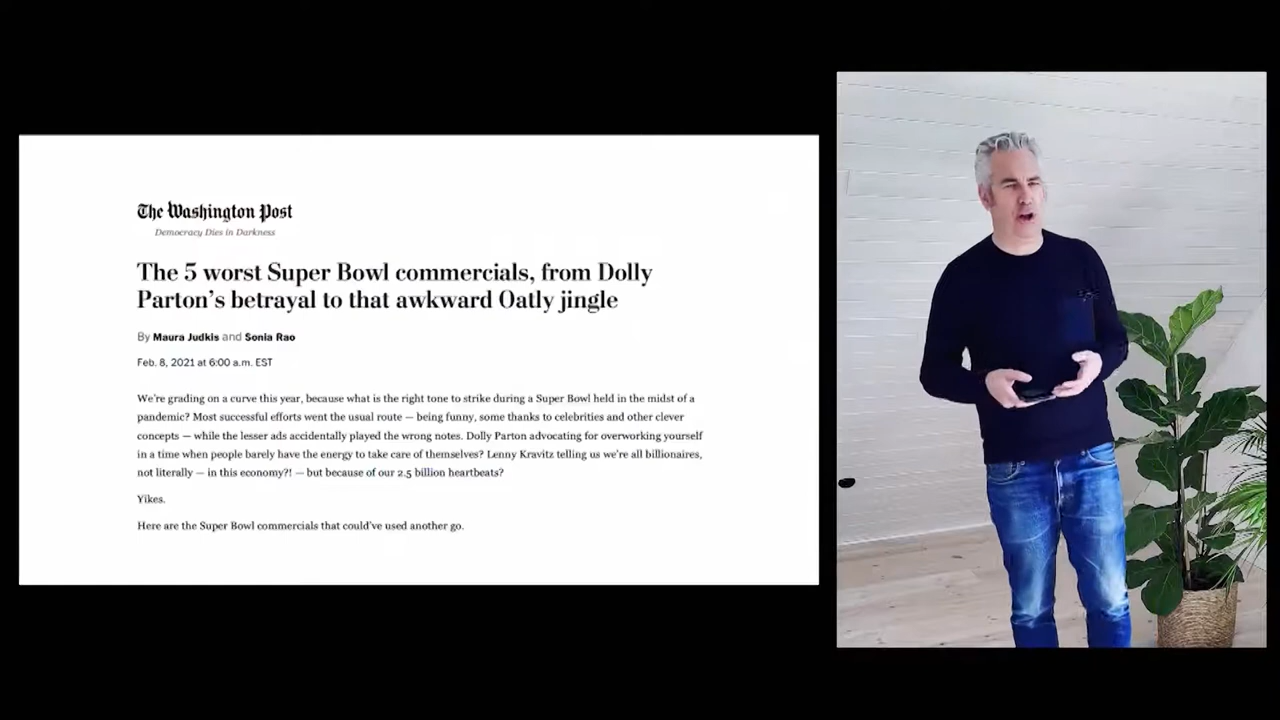 The Washington Post
Democracy Dies in Darkness
The 5 worst Super Bowl commercials, from Dolly
Parton's betrayal to that awkward Oatly jingle
By Maura Judkis and Sonia Rao
Feb. 8, 2021 at 6:00 a.m. EST
We're grading on a curve this year, because what is the right tone to strike during a Super Bowl held in the midst of a
pandemic? Most successful efforts went the usual route — being funny, some thanks to celebrities and other clever
concepts — while the lesser ads accidentally played the wrong notes. Dolly Parton advocating for overworking yourself
in a time when people barely have the energy to take care of themselves? Lenny Kravitz telling us we're all billionaires,
not literally — in this economy?! — but because of our 2.5 billion heartbeats?
Yikes.
Here are the Super Bowl commercials that could've used another go.